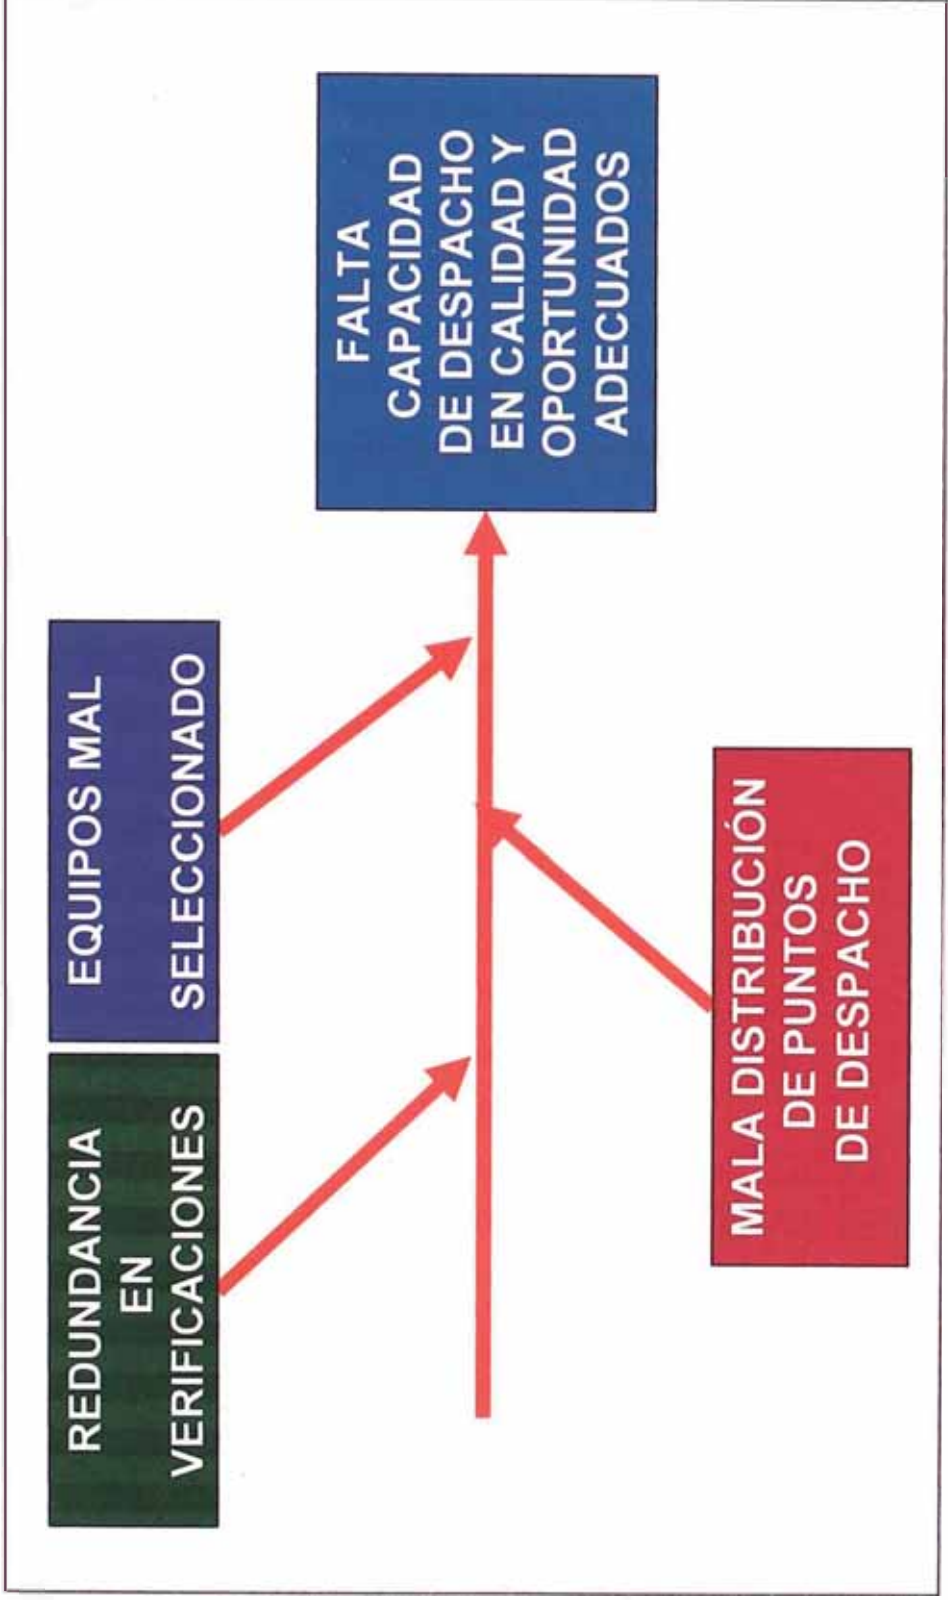 REDUNDANCIA
EN
VERIFICACIONES
EQUIPOS MAL
SELECCIONADO
FALTA
CAPACIDAD
DE DESPACHO
EN CALIDAD Y
OPORTUNIDAD
ADECUADOS
MALA DISTRIBUCIÓN
DE PUNTOS
DE DESPACHO